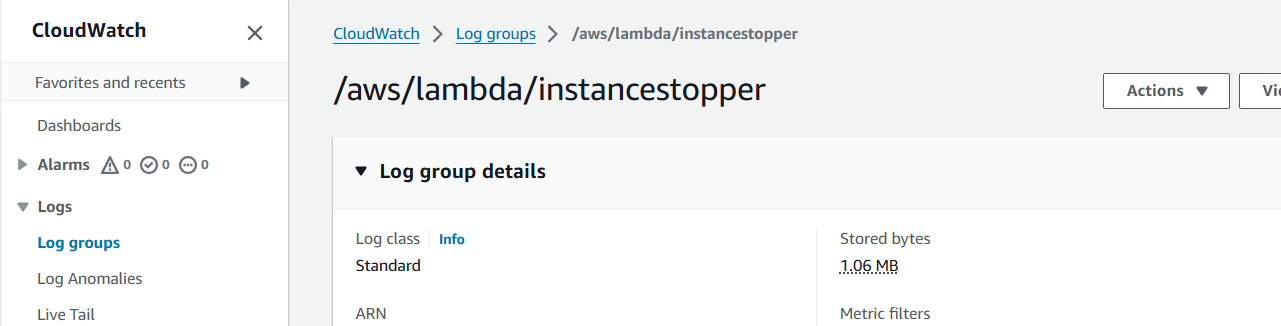 CloudWatch
Favorites and recents
Dashboards
Alarms 0 0 0
Logs
Log groups
Log Anomalies
Live Tail
CloudWatch > Log groups > /aws/lambda/instancestopper
/aws/lambda/instancestopper
Actions
Log group details
Log class Info
Standard
ARN
Stored bytes
1.06 MB
Metric filters